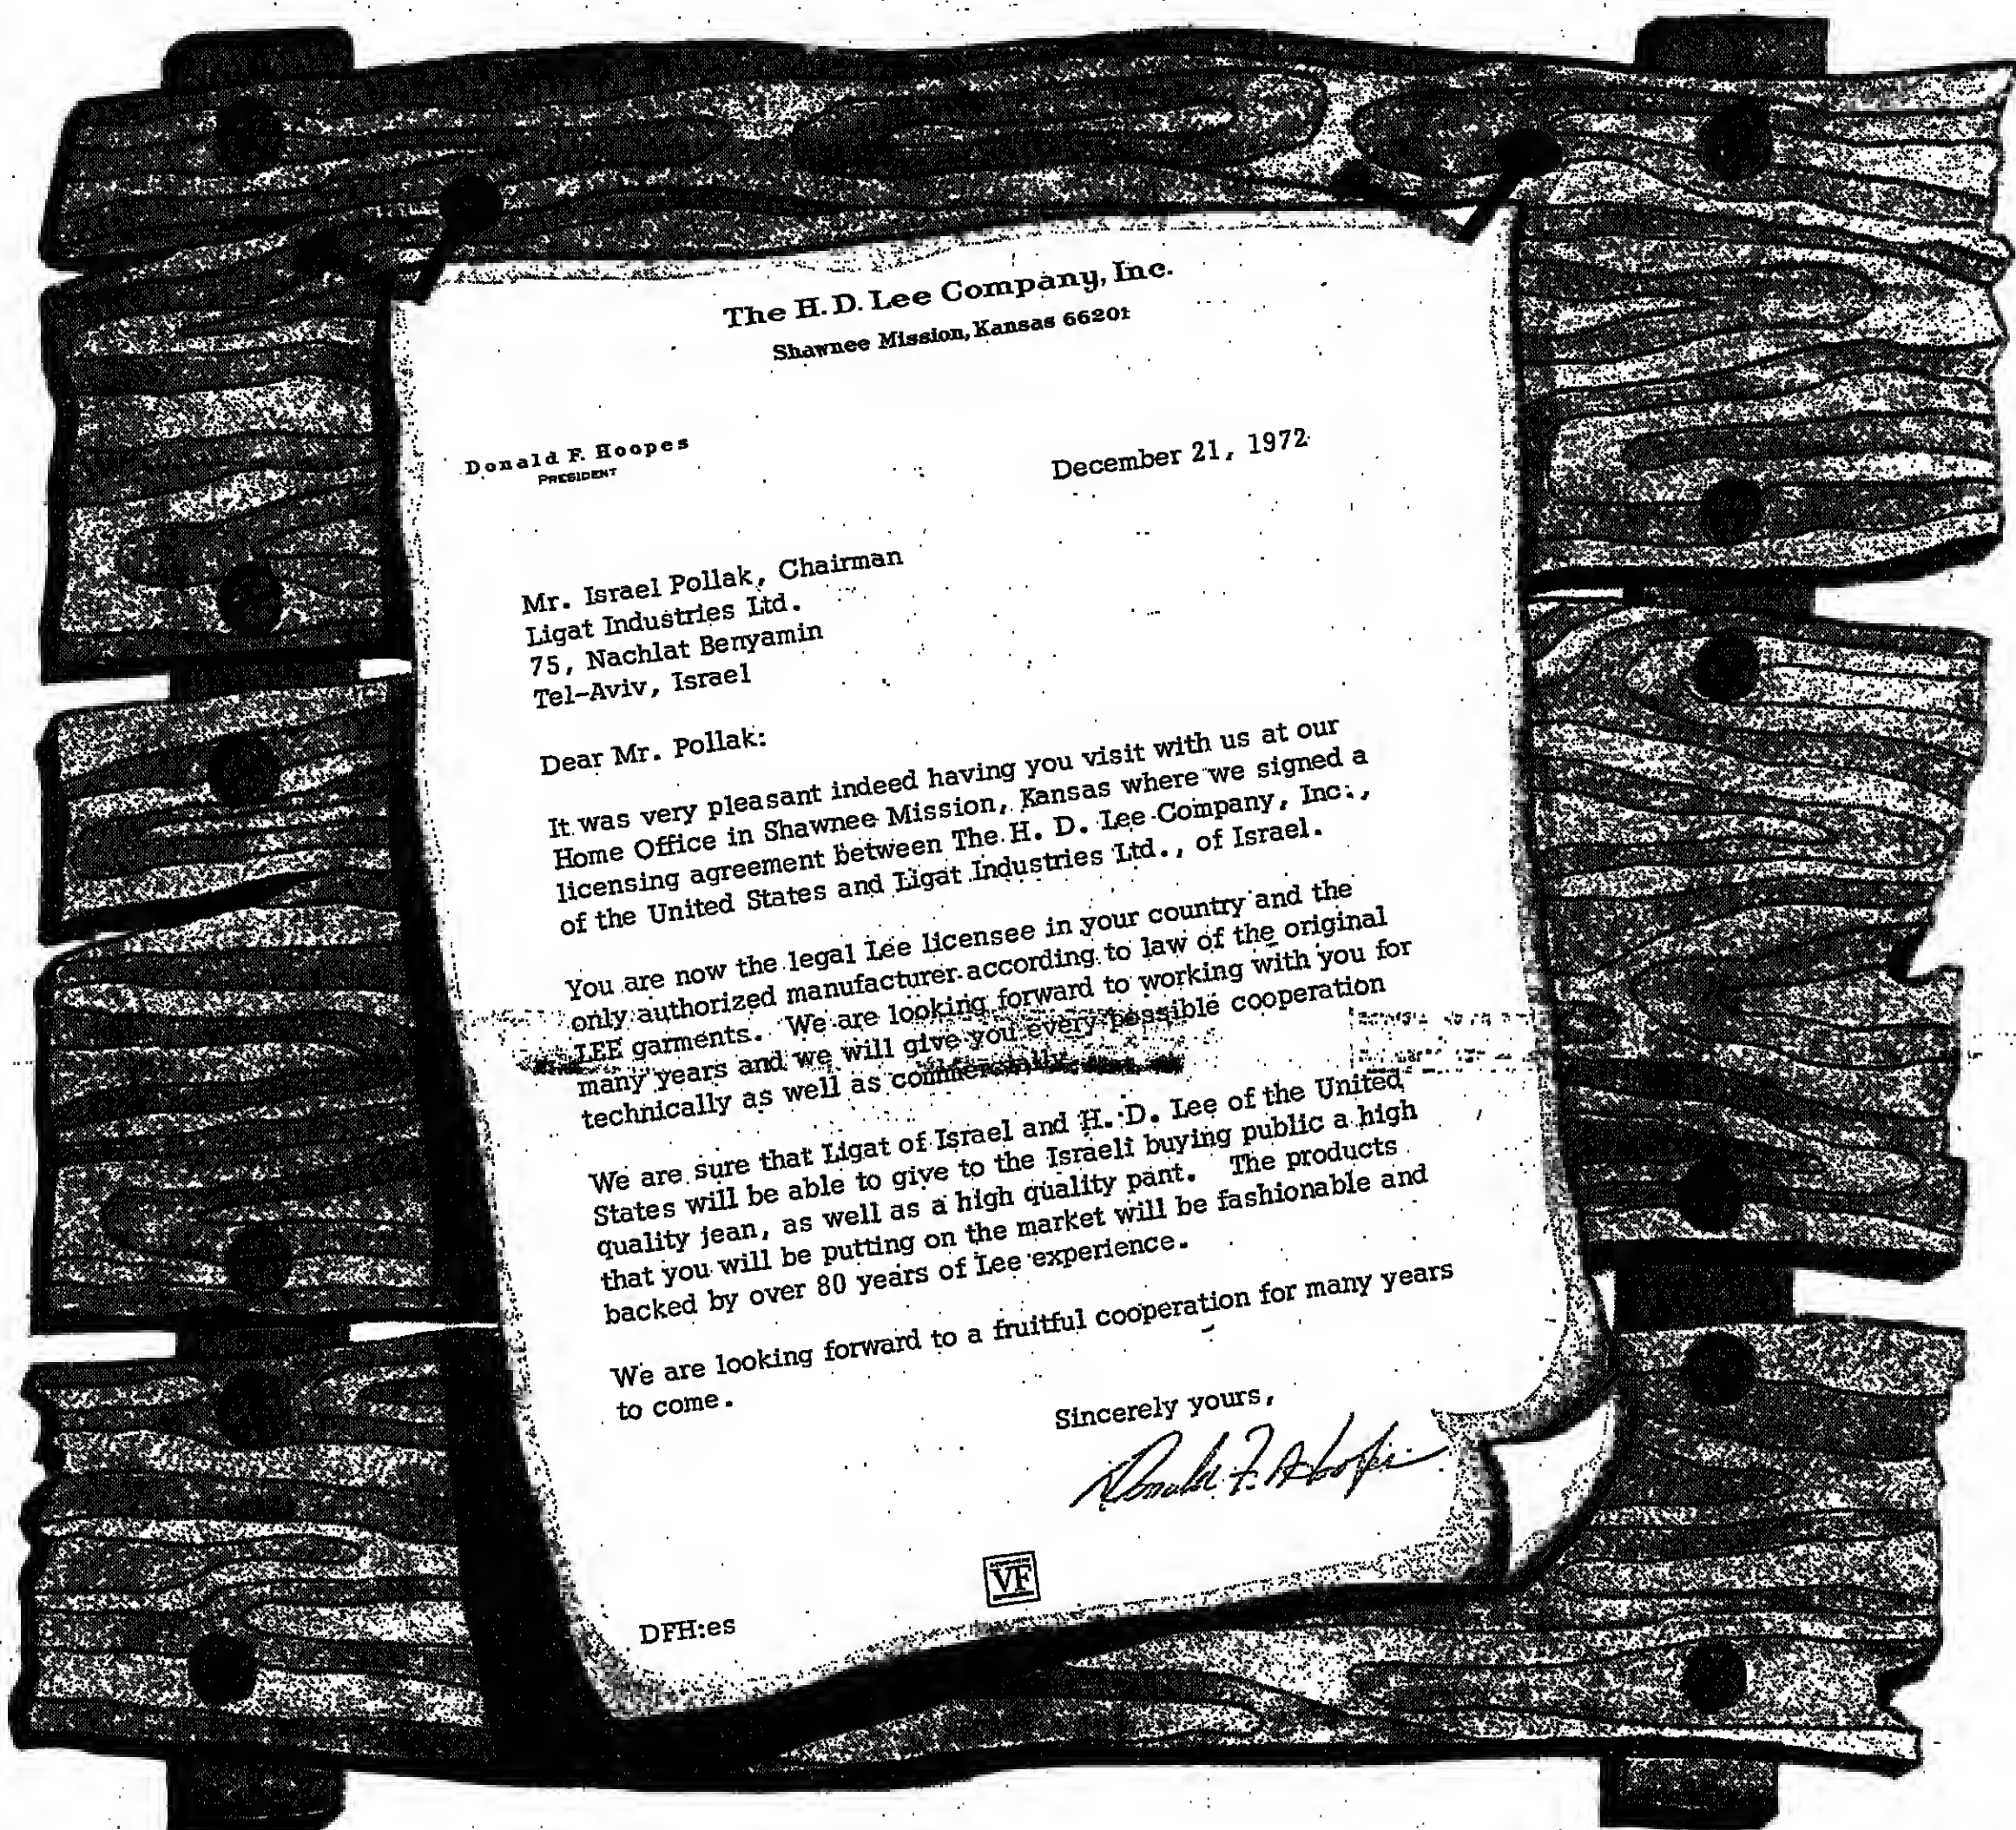 The H. D. Lee Company, Inc.
Shawnee Mission, Kansas 66201
Donald F. Hoopes
PRESIDENT
December 21, 1972
Mr. Israel Pollak, Chairman
Ligat Industries Ltd.
75, Nachlat Benyamin
Tel-Aviv, Israel
Dear Mr. Pollak:
It was very pleasant indeed having you visit with us at our
Home Office in Shawnee Mission, Kansas where we signed a
licensing agreement between The H. D. Lee Company, Inc.,
of the United States and Ligat Industries Ltd., of Israel.
You are now the legal Lee licensee in your country and the
only authorized manufacturer according to law of the original
LEE garments. We are looking forward to working with you for
many years and we will give you every possible cooperation
technically as well as commercially.
We are sure that Ligat of Israel and H. D. Lee of the United
States will be able to give to the Israeli buying public a high
quality jean, as well as a high quality pant. The products
that you will be putting on the market will be fashionable and
backed by over 80 years of Lee experience.
We are looking forward to a fruitful cooperation for many years
to come.
Sincerely yours,
Donald F. Hoopes
VF
DFH:es